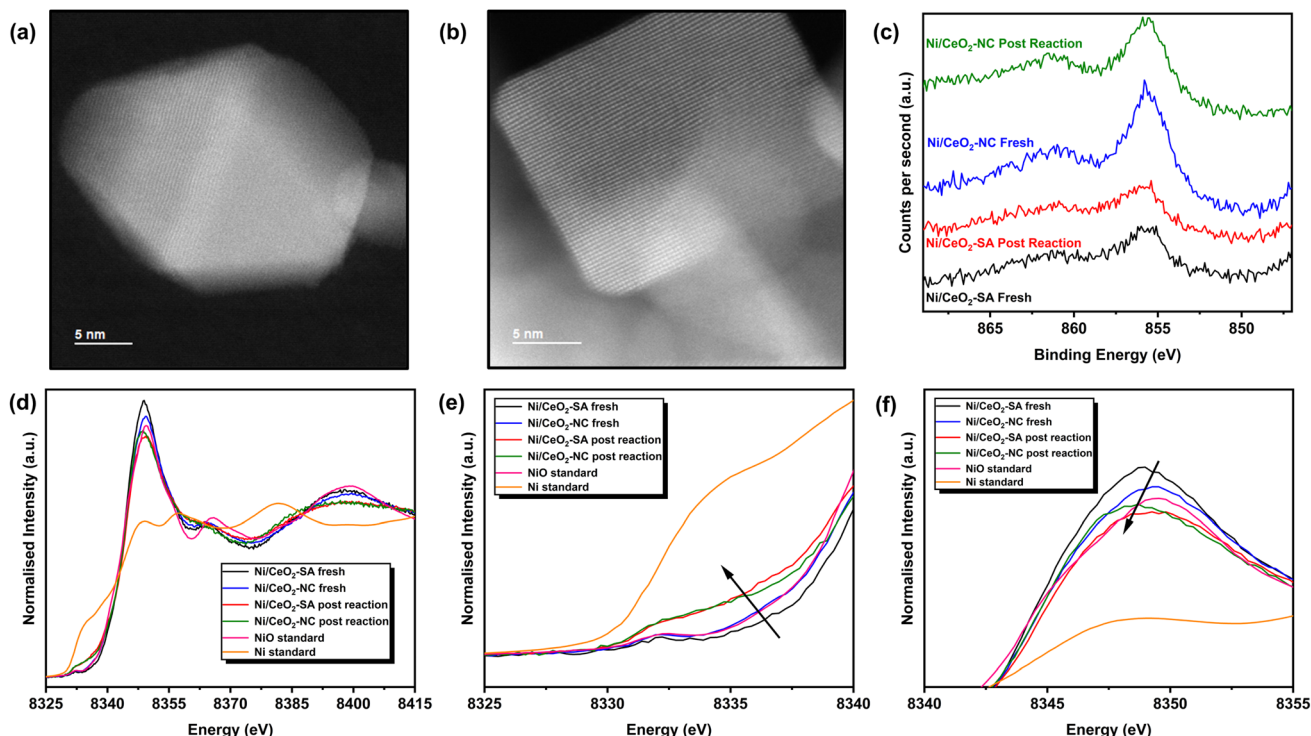 (a)
5 nm
(b)
5 nm
(c)
Counts per second (a.u.)
Ni/CeO₂-NC Post Reaction
Ni/CeO₂-NC Fresh
Ni/CeO₂-SA Post Reaction
Ni/CeO₂-SA Fresh
865 860 855 850
Binding Energy (eV)
(d)
Normalised Intensity (a.u.)
Ni/CeO₂-SA fresh
Ni/CeO₂-NC fresh
Ni/CeO₂-SA post reaction
Ni/CeO₂-NC post reaction
NiO standard
Ni standard
8325 8340 8355 8370 8385 8400 8415
Energy (eV)
(e)
Normalised Intensity (a.u.)
Ni/CeO₂-SA fresh
Ni/CeO₂-NC fresh
Ni/CeO₂-SA post reaction
Ni/CeO₂-NC post reaction
NiO standard
Ni standard
8325 8330 8335 8340
Energy (eV)
(f)
Normalised Intensity (a.u.)
Ni/CeO₂-SA fresh
Ni/CeO₂-NC fresh
Ni/CeO₂-SA post reaction
Ni/CeO₂-NC post reaction
NiO standard
Ni standard
8340 8345 8350 8355
Energy (eV)